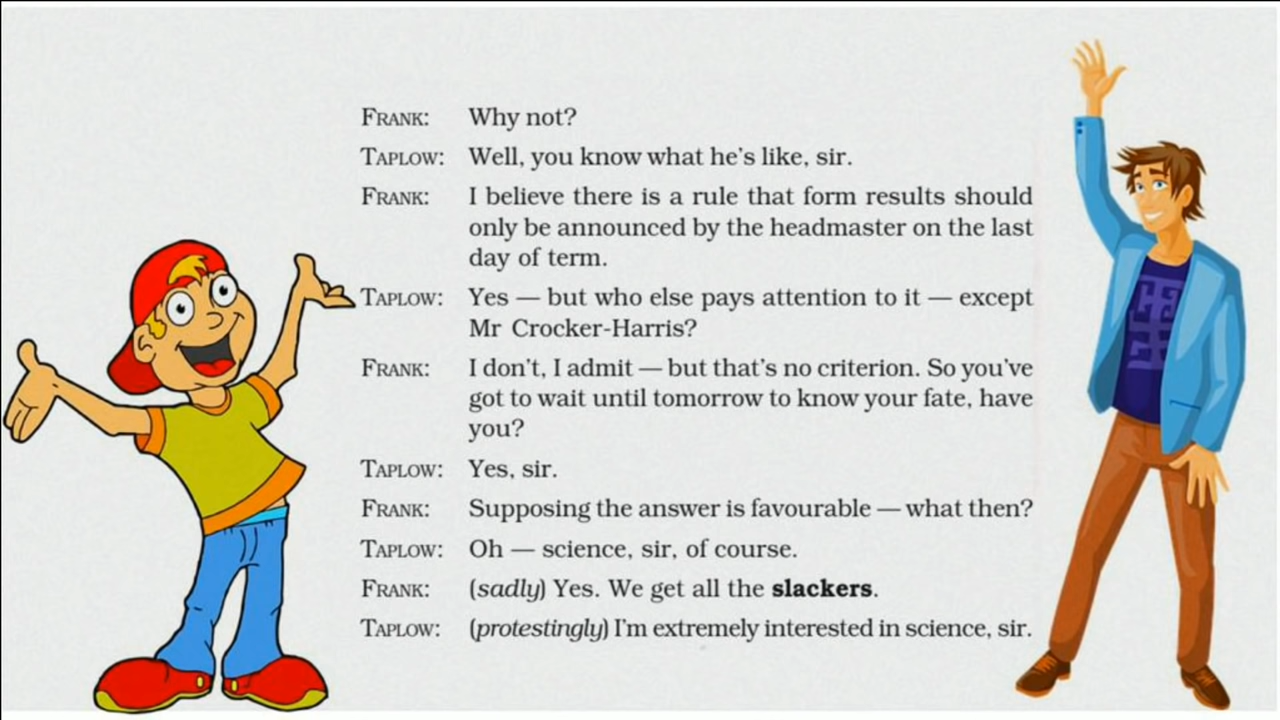 FRANK: Why not?
TAPLOW: Well, you know what he's like, sir.
FRANK: I believe there is a rule that form results should
only be announced by the headmaster on the last
day of term.
TAPLOW: Yes — but who else pays attention to it — except
Mr Crocker-Harris?
FRANK: I don't, I admit — but that's no criterion. So you've
got to wait until tomorrow to know your fate, have
you?
TAPLOW: Yes, sir.
FRANK: Supposing the answer is favourable — what then?
TAPLOW: Oh — science, sir, of course.
FRANK: (sadly) Yes. We get all the slackers.
TAPLOW: (protestingly) I'm extremely interested in science, sir.